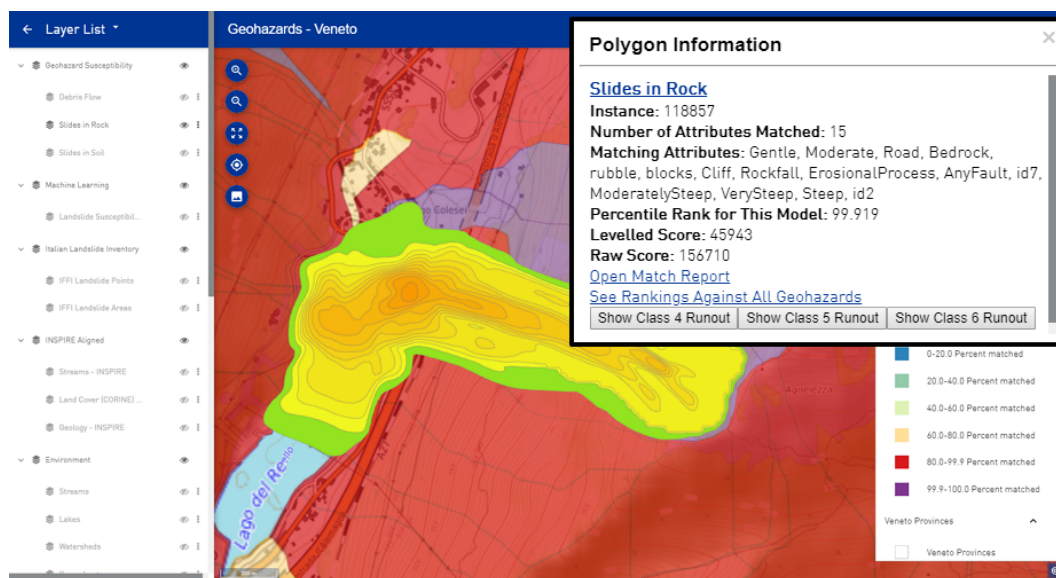 Layer List
Geohazard Susceptibility
Debris Flow
Slides in Rock
Slides in Soil
Machine Learning
Landslide Susceptibil...
Italian Landslide Inventory
IFFI Landslide Points
IFFI Landslide Areas
INSPIRE Aligned
Streams - INSPIRE
Land Cover (CORINE) ...
Geology - INSPIRE
Environment
Streams
Lakes
Watersheds
Geohazards - Veneto
Polygon Information
×
Slides in Rock
Instance: 118857
Number of Attributes Matched: 15
Matching Attributes: Gentle, Moderate, Road, Bedrock,
rubble, blocks, Cliff, Rockfall, ErosionalProcess, AnyFault, id7,
ModeratelySteep, VerySteep, Steep, id2
Percentile Rank for This Model: 99.919
Levelled Score: 45943
Raw Score: 156710
Open Match Report
See Rankings Against All Geohazards
Show Class 4 Runout Show Class 5 Runout Show Class 6 Runout
0-20.0 Percent matched
20.0-40.0 Percent matched
40.0-60.0 Percent matched
60.0-80.0 Percent matched
80.0-99.9 Percent matched
99.9-100.0 Percent matched
Veneto Provinces
Veneto Provinces
Agnelezza
Lago del
A27